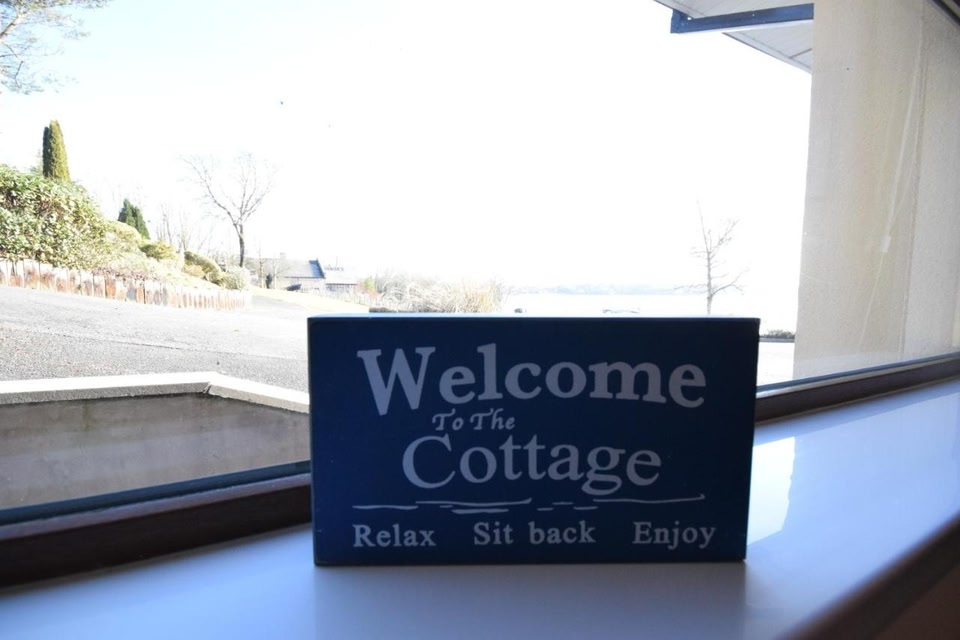 Welcome
To The
Cottage
Relax Sit back Enjoy